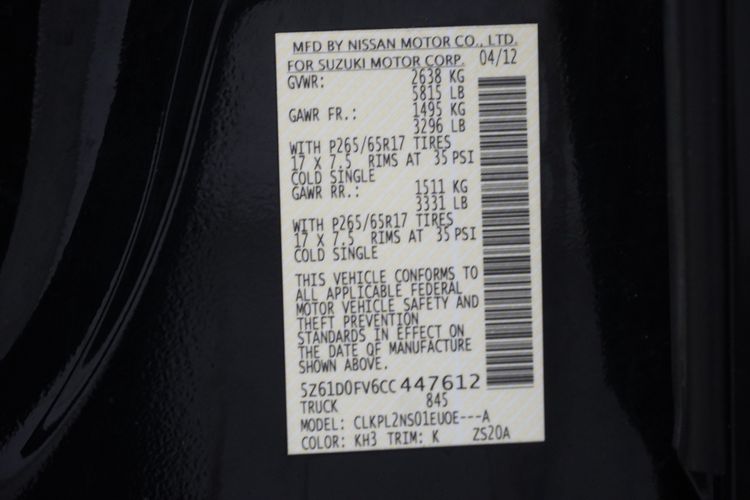 MFD BY NISSAN MOTOR CO., LTD.
FOR SUZUKI MOTOR CORP. 04/12
GVWR: 2638 KG
5815 LB
GAWR FR.: 1495 KG
3296 LB
WITH P265/65R17 TIRES
17 X 7.5 RIMS AT 35 PSI
COLD SINGLE
GAWR RR.: 1511 KG
3331 LB
WITH P265/65R17 TIRES
17 X 7.5 RIMS AT 35 PSI
COLD SINGLE
THIS VEHICLE CONFORMS TO
ALL APPLICABLE FEDERAL
MOTOR VEHICLE SAFETY AND
THEFT PREVENTION
STANDARDS IN EFFECT ON
THE DATE OF MANUFACTURE
SHOWN ABOVE.
5Z61D0FV6CC447612
TRUCK 845
MODEL: CLKPL2NS01EUOE---A
COLOR: KH3 TRIM: K ZS20A